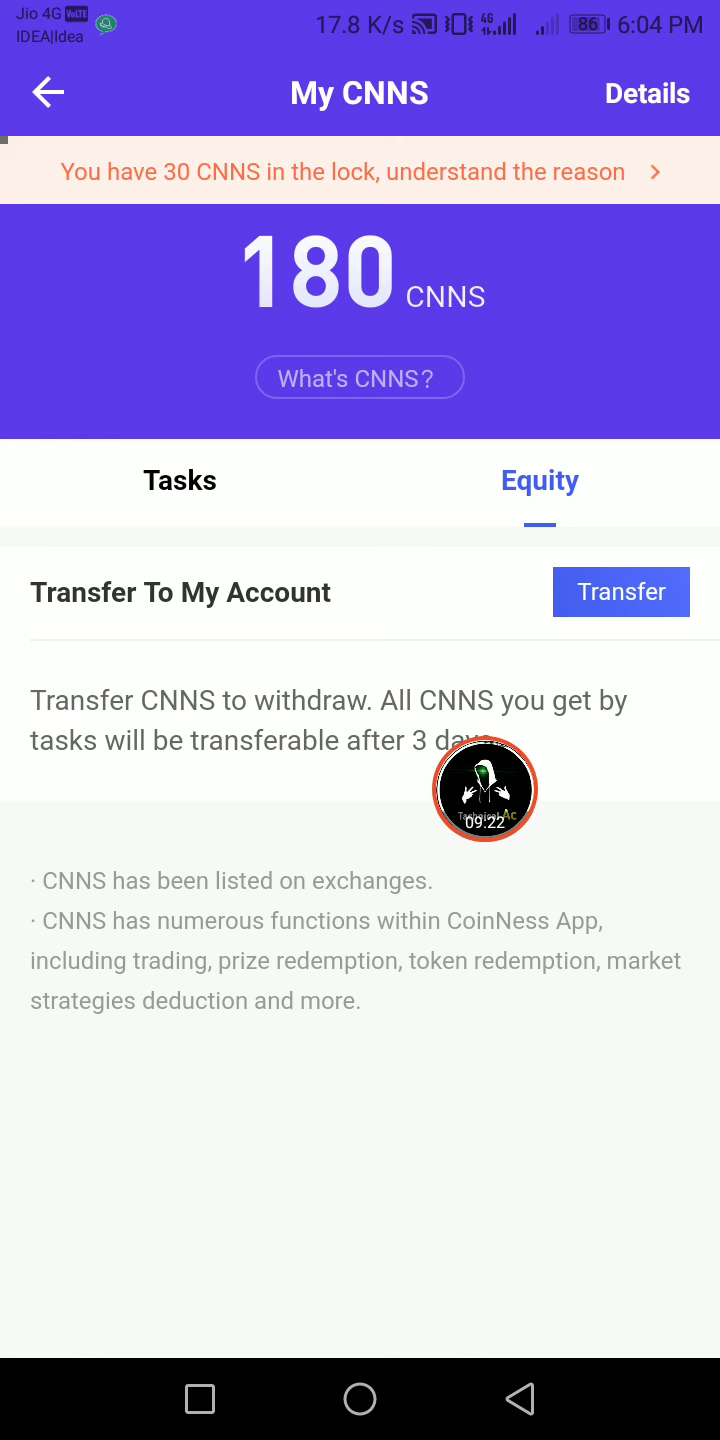 Jio 4G VoLTE
17.8 K/s 4G 86 6:04 PM
IDEA|Idea
My CNNS
Details
You have 30 CNNS in the lock, understand the reason
180 CNNS
What's CNNS?
Tasks
Equity
Transfer To My Account
Transfer
Transfer CNNS to withdraw. All CNNS you get by
tasks will be transferable after 3
Ac
09:22
· CNNS has been listed on exchanges.
· CNNS has numerous functions within CoinNess App,
including trading, prize redemption, token redemption, market
strategies deduction and more.